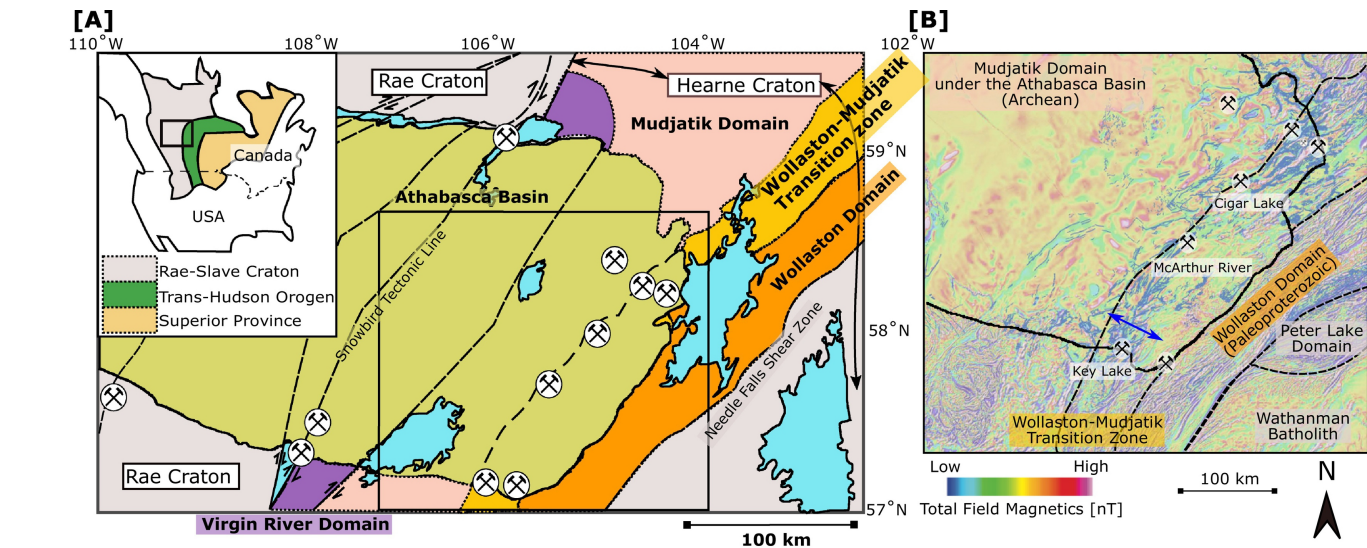 [A]
110˚W
108˚W
106˚W
104˚W
102˚W
Rae Craton
Hearne Craton
Mudjatik Domain
Wollaston-Mudjatik
Transition zone
59˚N
Wollaston Domain
Athabasca Basin
Canada
USA
Rae-Slave Craton
Trans-Hudson Orogen
Superior Province
Snowbird Tectonic Line
58˚N
Needle Falls Shear Zone
Rae Craton
57˚N
Virgin River Domain
100 km
[B]
Mudjatik Domain
under the Athabasca Basin
(Archean)
Cigar Lake
McArthur River
Wollaston Domain
(Paleoproterozoic)
Peter Lake
Domain
Key Lake
Wollaston-Mudjatik
Transition Zone
Wathanman
Batholith
Low
High
Total Field Magnetics [nT]
100 km
N